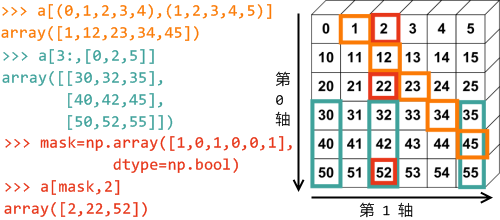 >>> a[(0,1,2,3,4),(1,2,3,4,5)]
array([1,12,23,34,45])
>>> a[3:,[0,2,5]]
array([[30,32,35],
[40,42,45],
[50,52,55]])
>>> mask=np.array([1,0,1,0,0,1],
dtype=np.bool)
>>> a[mask,2]
array([2,22,52])
第 0 轴
0 1 2 3 4 5
10 11 12 13 14 15
20 21 22 23 24 25
30 31 32 33 34 35
40 41 42 43 44 45
50 51 52 53 54 55
第 1 轴